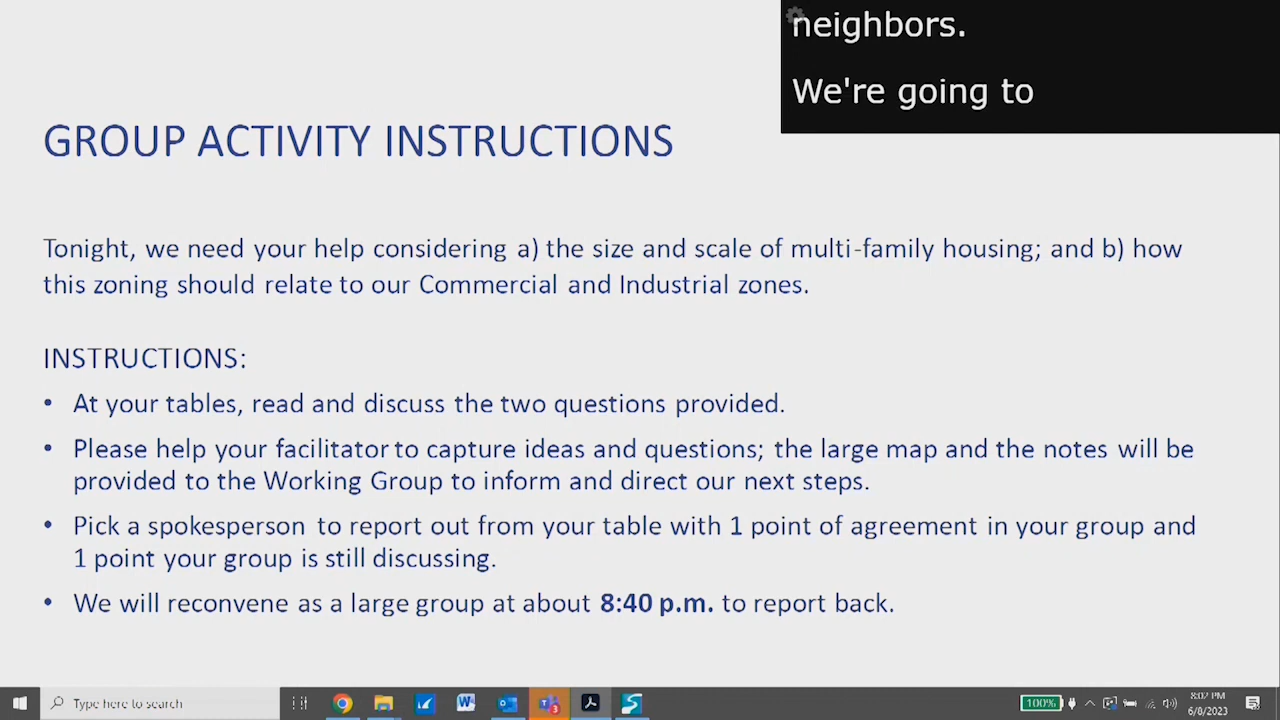 neighbors.
We're going to
GROUP ACTIVITY INSTRUCTIONS
Tonight, we need your help considering a) the size and scale of multi-family housing; and b) how
this zoning should relate to our Commercial and Industrial zones.
INSTRUCTIONS:
• At your tables, read and discuss the two questions provided.
• Please help your facilitator to capture ideas and questions; the large map and the notes will be
provided to the Working Group to inform and direct our next steps.
• Pick a spokesperson to report out from your table with 1 point of agreement in your group and
1 point your group is still discussing.
• We will reconvene as a large group at about 8:40 p.m. to report back.
Type here to search
100%
8:02 PM
6/8/2023